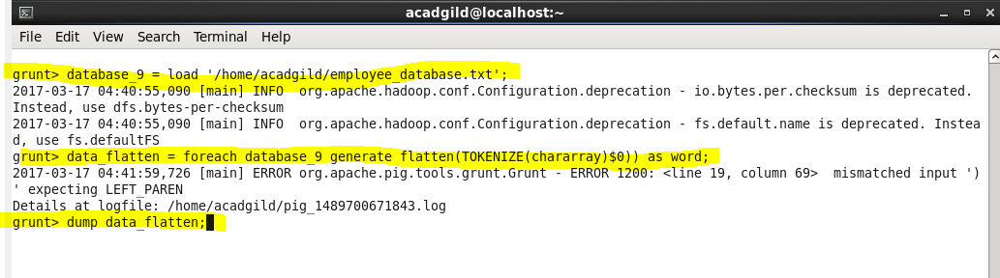 acadgild@localhost:~
File Edit View Search Terminal Help
grunt> database_9 = load '/home/acadgild/employee_database.txt';
2017-03-17 04:40:55,090 [main] INFO  org.apache.hadoop.conf.Configuration.deprecation - io.bytes.per.checksum is deprecated.
Instead, use dfs.bytes-per-checksum
2017-03-17 04:40:55,090 [main] INFO  org.apache.hadoop.conf.Configuration.deprecation - fs.default.name is deprecated. Instea
d, use fs.defaultFS
grunt> data_flatten = foreach database_9 generate flatten(TOKENIZE(chararray)$0)) as word;
2017-03-17 04:41:59,726 [main] ERROR org.apache.pig.tools.grunt.Grunt - ERROR 1200: <line 19, column 69>  mismatched input ')
' expecting LEFT_PAREN
Details at logfile: /home/acadgild/pig_1489700671843.log
grunt> dump data_flatten;